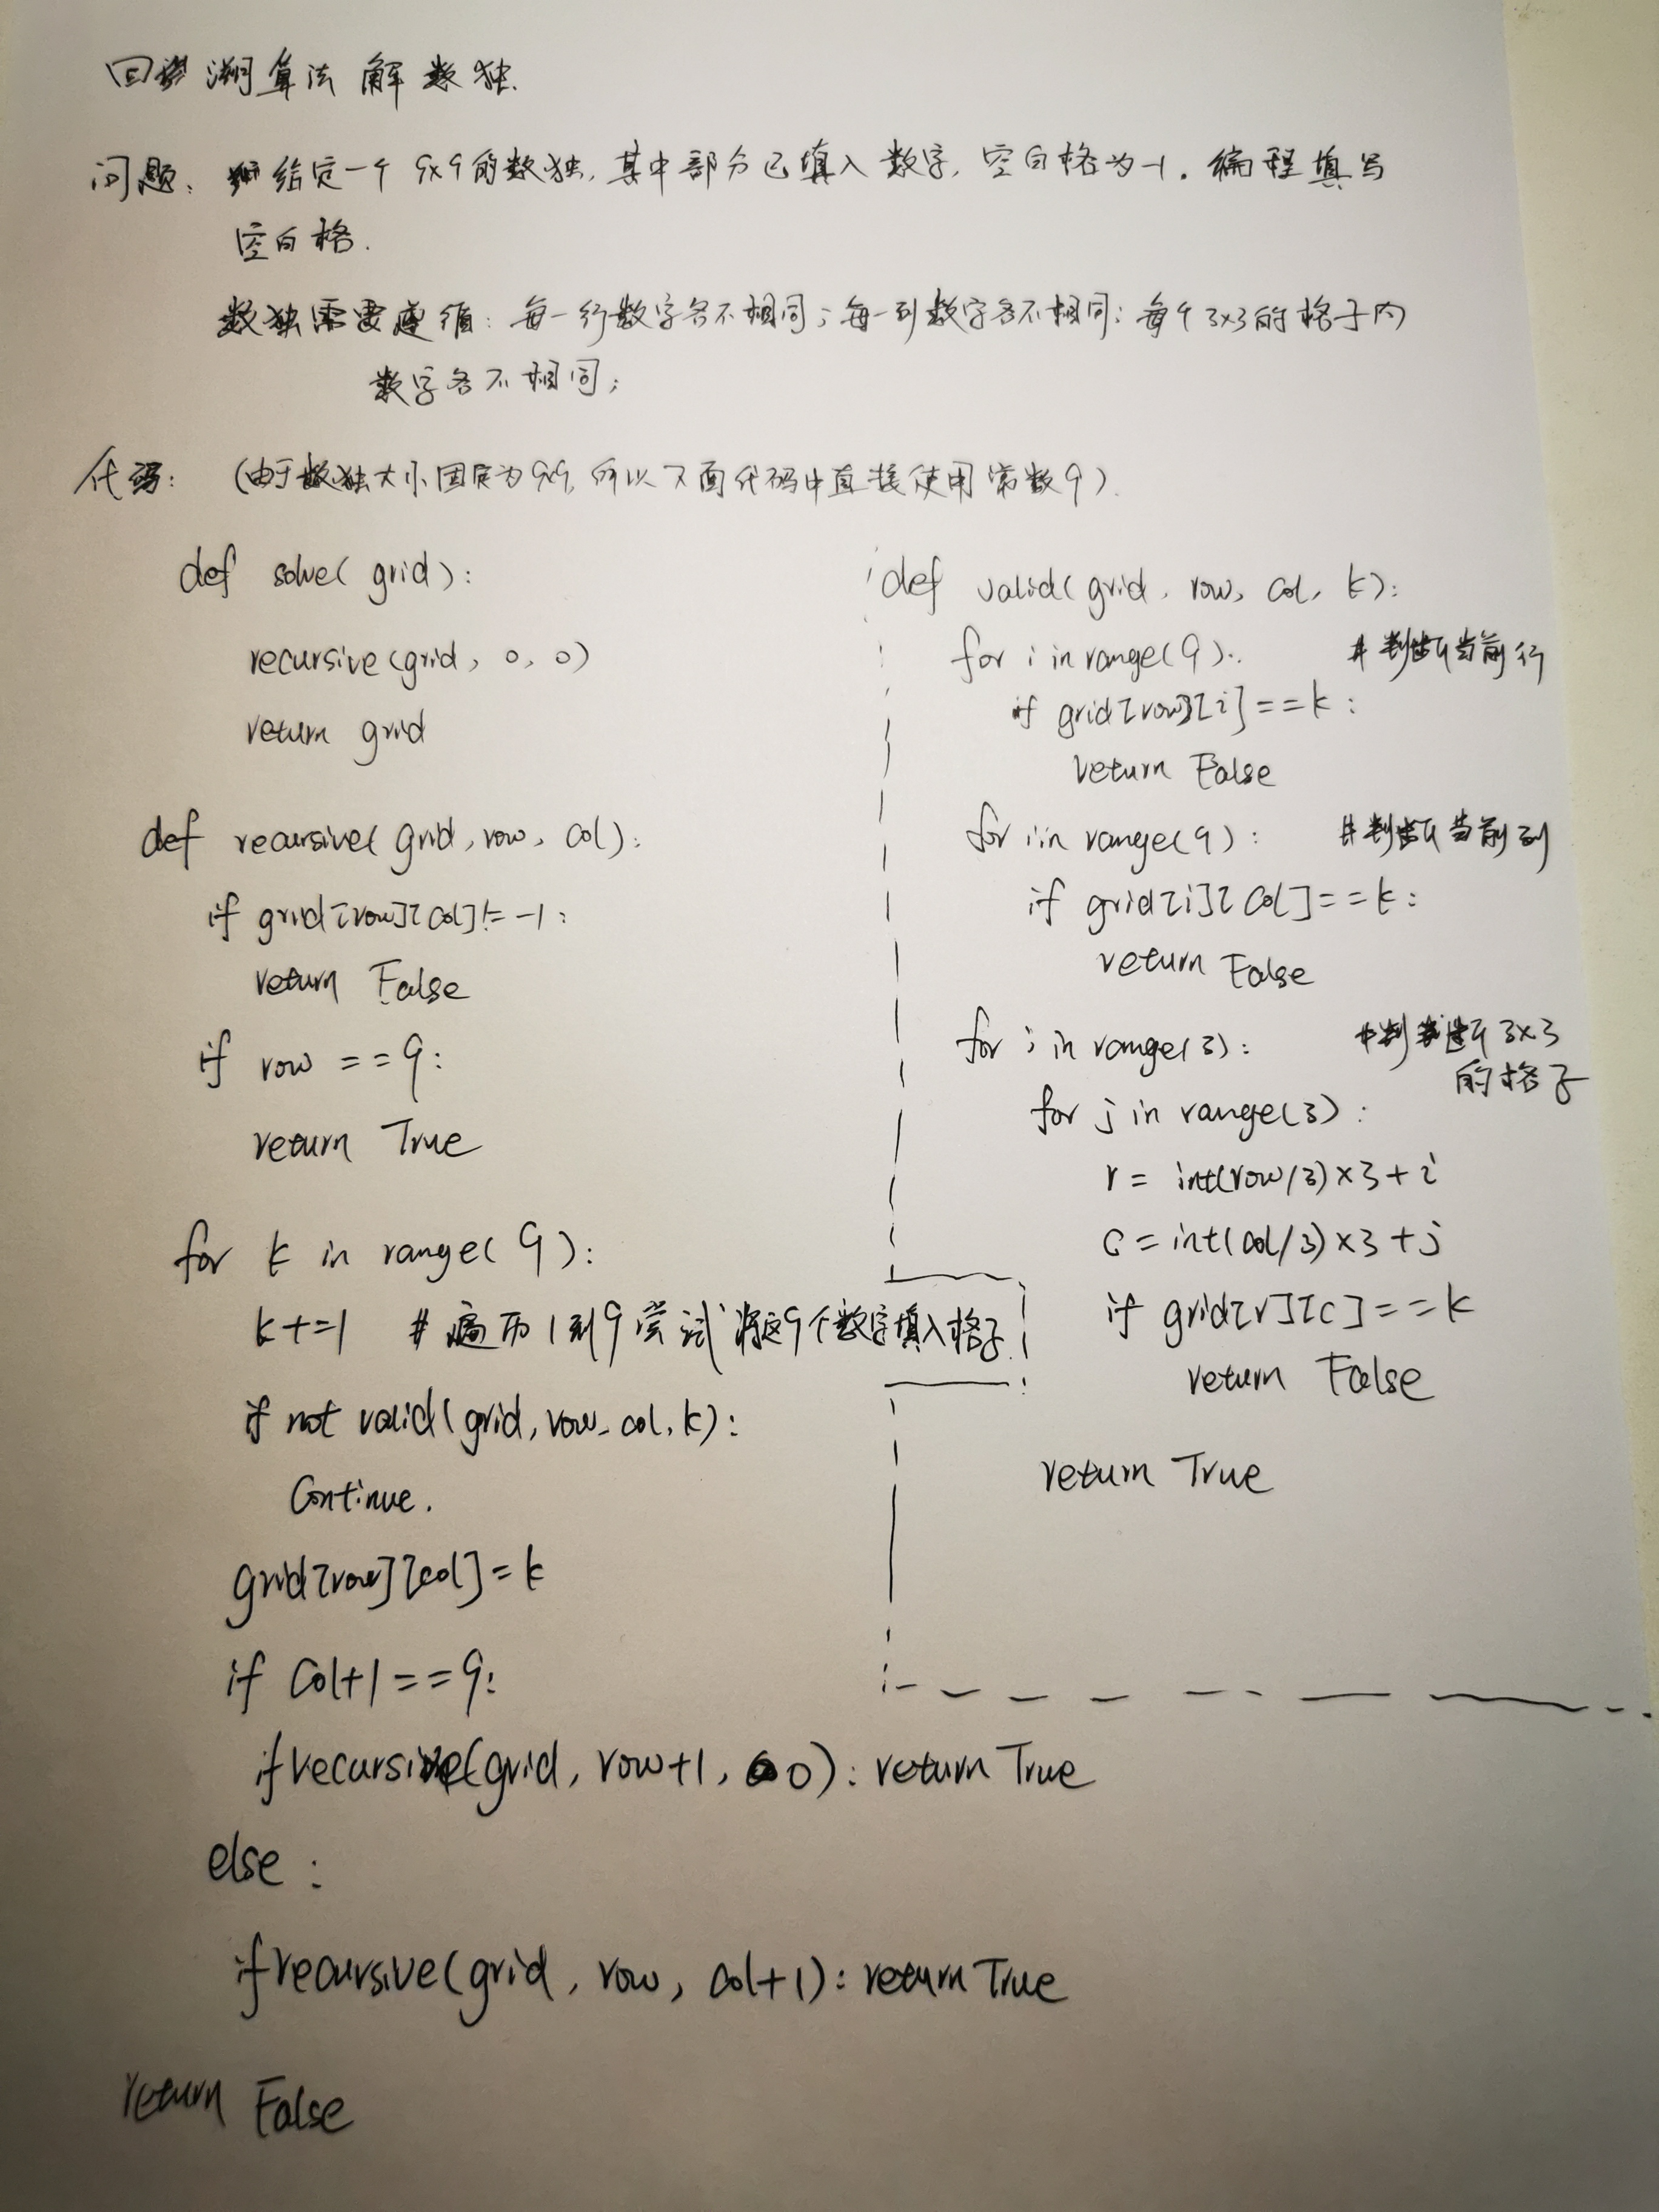 回溯算法解数独.
问题: 给定一个 9x9的数独, 其中部分已填入数字, 空白格为-1. 编程填写
空白格.
数独需要遵循: 每一行数字各不相同; 每一列数字各不相同; 每个3x3的格子内
数字各不相同;
代码: (由于数独大小固定为9x9, 所以下面代码中直接使用常数9)
def solve( grid):
recursive(grid, 0, 0)
return grid
def recursive( grid, row, col):
if grid[row][col]!= -1:
return False
if row == 9:
return True
for k in range( 9):
k+=1 # 遍历1到9尝试将这9个数字填入格子
if not valid( grid, row, col, k):
Continue.
grid[row][col]=k
if Col+1==9:
if recursive(grid, row+1, 0): return True
else :
if recursive(grid, row, col+1): return True
return False
def valid( grid, row, col, k):
for i in range(9): # 判断当前行
if grid[row][i]==k:
return False
for i in range(9): # 判断当前列
if grid[i][col]==k:
return False
for i in range(3): # 判断3x3
的格子
for j in range(3):
r = int(row/3)×3+i
c = int(col/3)×3+j
if grid[r][c]==k
return False
return True